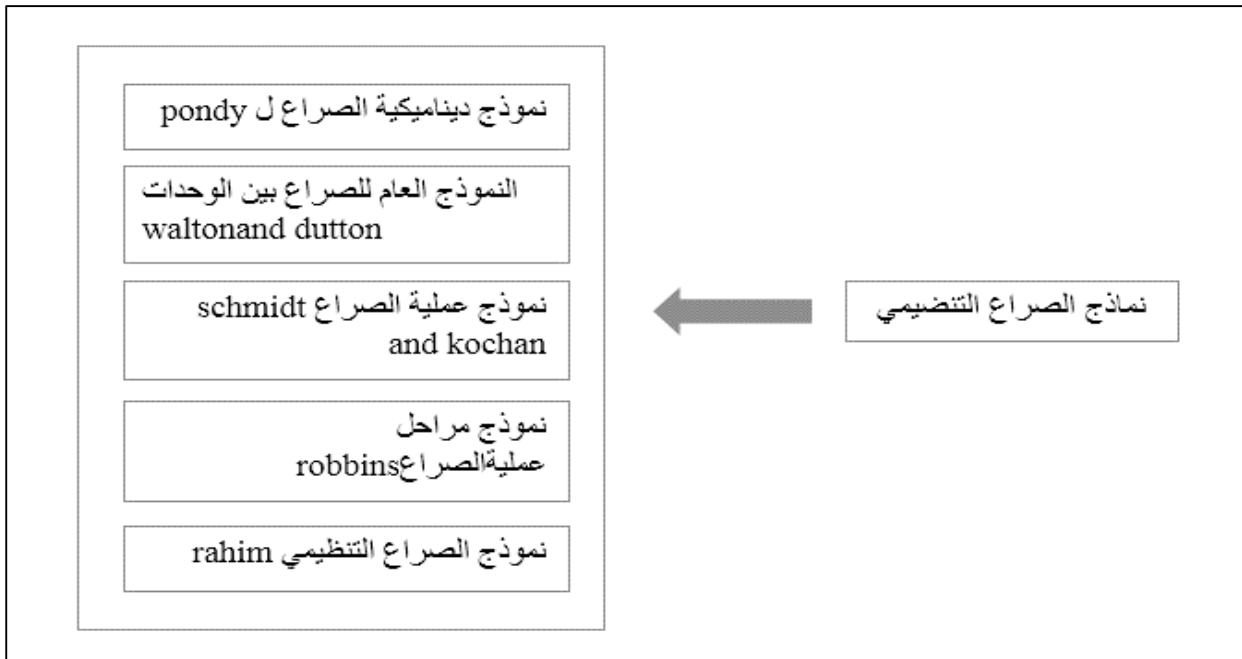 نماذج الصراع التنضيمي
نموذج ديناميكية الصراع ل pondy
النموذج العام للصراع بين الوحدات
waltonand dutton
نموذج عملية الصراع schmidt
and kochan
نموذج مراحل
عمليةالصراعrobbins
نموذج الصراع التنظيمي rahim